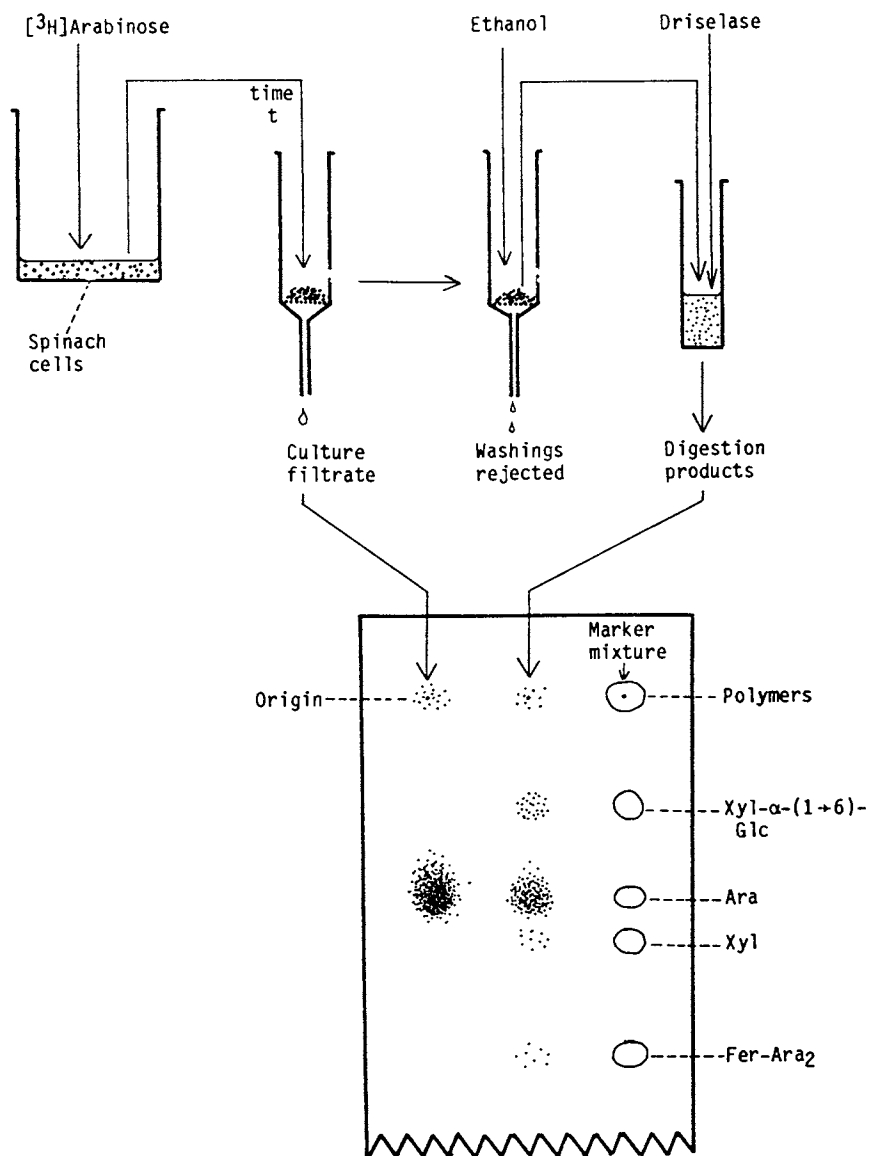 [³H]Arabinose
Ethanol
Driselase
time
t
Spinach
cells
Culture
filtrate
Washings
rejected
Digestion
products
Marker
mixture
Origin
Polymers
Xyl-α-(1→6)-
Glc
Ara
Xyl
Fer-Ara₂